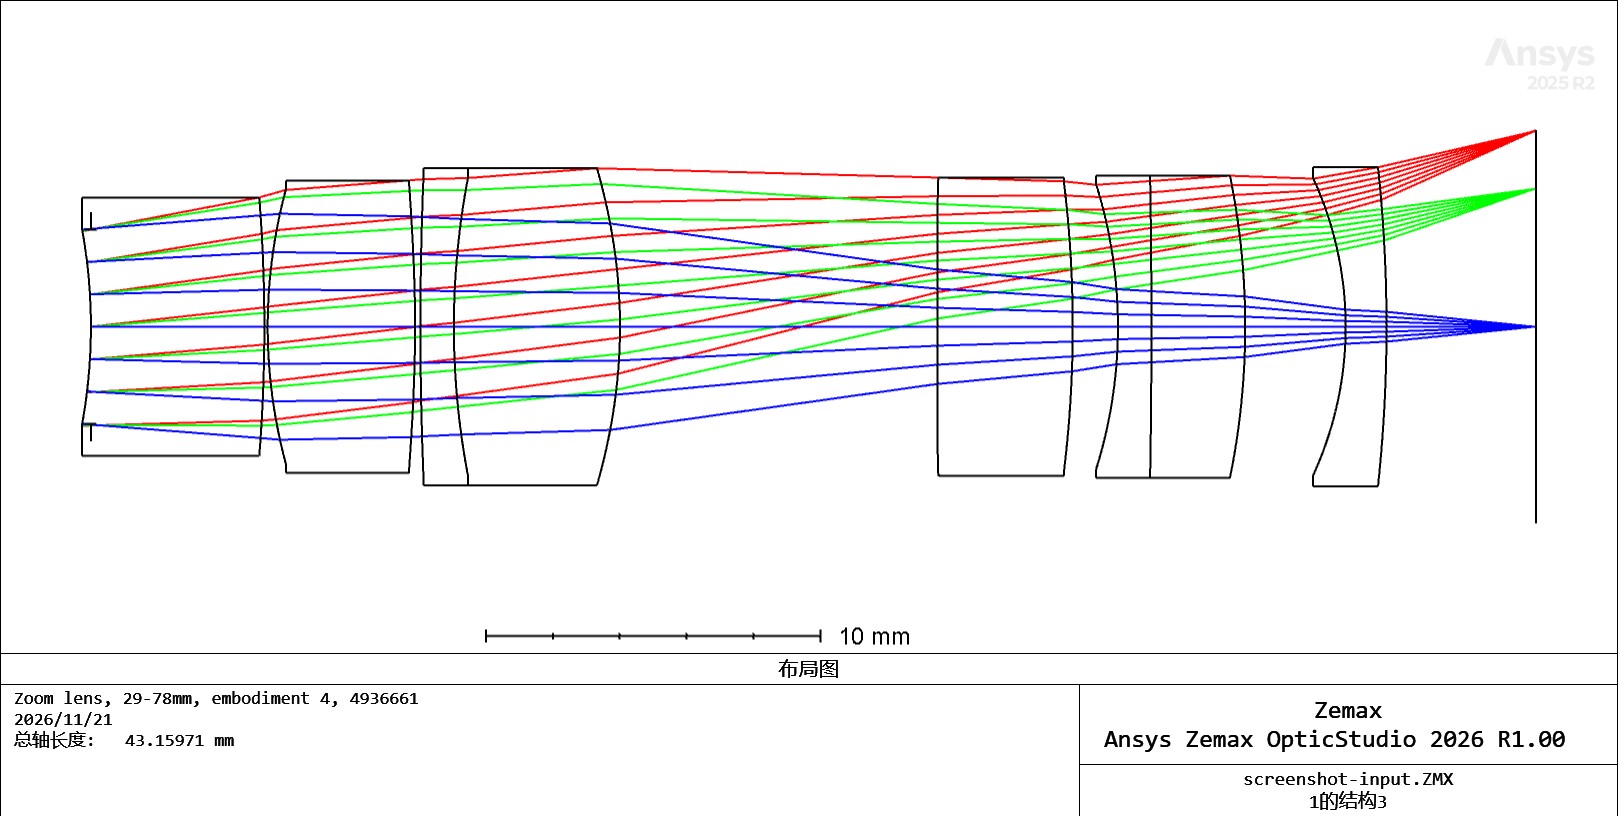 Ansys
2025 R2
10 mm
布局图
Zoom lens, 29-78mm, embodiment 4, 4936661
2026/11/21
总轴长度: 43.15971 mm
Zemax
Ansys Zemax OpticStudio 2026 R1.00
screenshot-input.ZMX
1的结构3